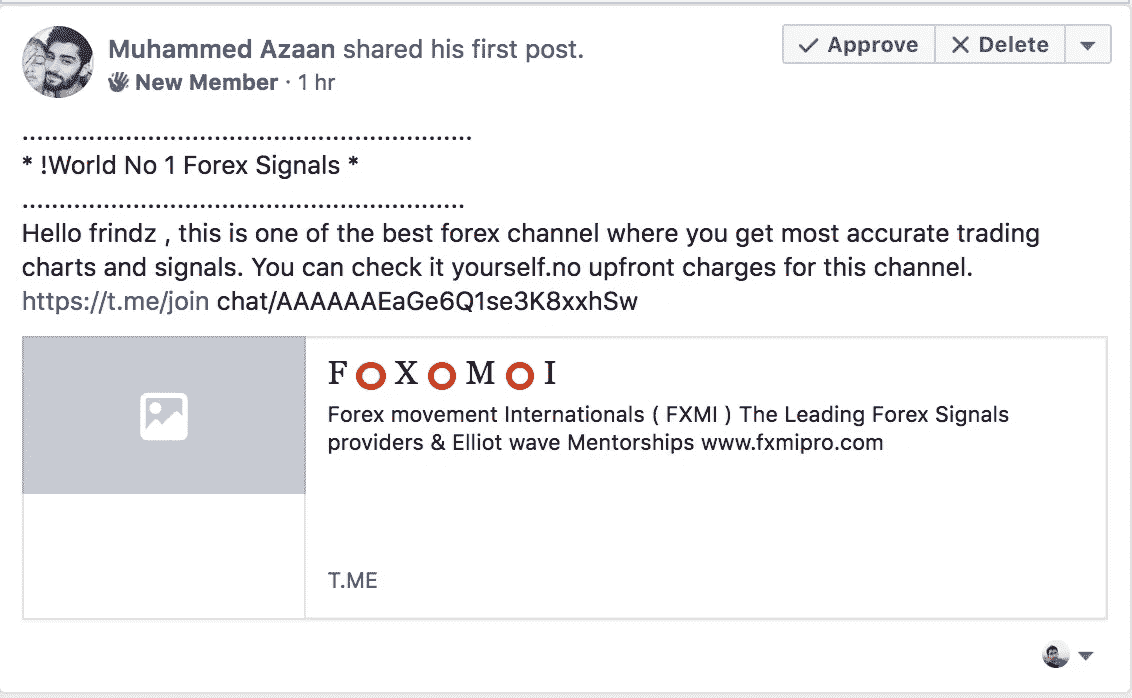 Muhammed Azaan shared his first post.
Approve
Delete
New Member · 1 hr
.............................................................
* !World No 1 Forex Signals *
............................................................
Hello frindz , this is one of the best forex channel where you get most accurate trading
charts and signals. You can check it yourself.no upfront charges for this channel.
https://t.me/join chat/AAAAAAEaGe6Q1se3K8xxhSw
F⭕X⭕M⭕I
Forex movement Internationals ( FXMI ) The Leading Forex Signals
providers & Elliot wave Mentorships www.fxmipro.com
T.ME